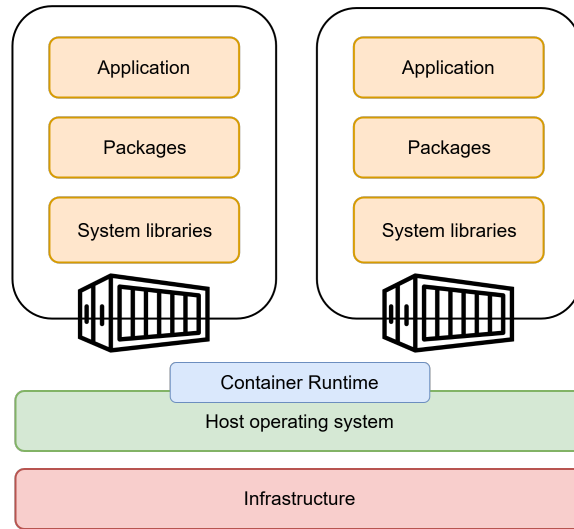 Application
Packages
System libraries
Application
Packages
System libraries
Container Runtime
Host operating system
Infrastructure